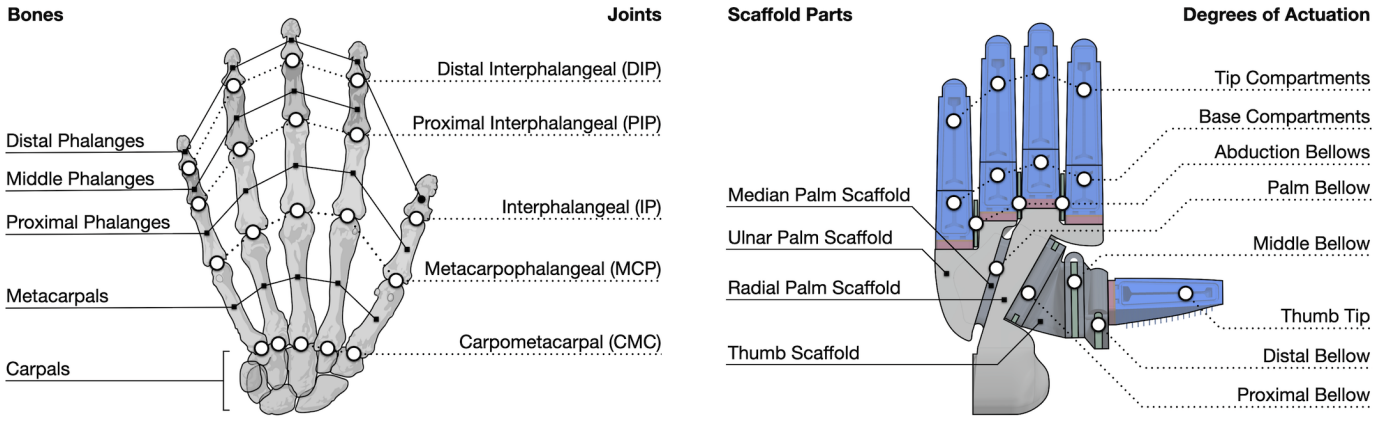 Bones
Joints
Distal Interphalangeal (DIP)
Proximal Interphalangeal (PIP)
Distal Phalanges
Middle Phalanges
Proximal Phalanges
Interphalangeal (IP)
Metacarpophalangeal (MCP)
Metacarpals
Carpometacarpal (CMC)
Carpals
Scaffold Parts
Degrees of Actuation
Tip Compartments
Base Compartments
Abduction Bellows
Median Palm Scaffold
Palm Bellow
Ulnar Palm Scaffold
Middle Bellow
Radial Palm Scaffold
Thumb Tip
Thumb Scaffold
Distal Bellow
Proximal Bellow